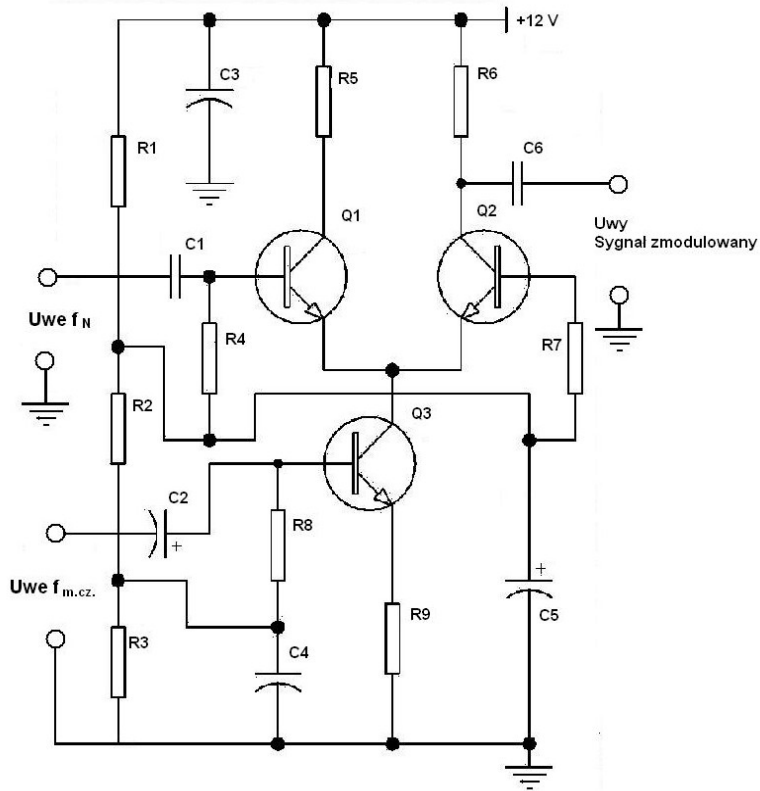 +12 V
C3
R5
R6
R1
C6
Q1
Q2
C1
Uwy
Sygnal zmodulowany
Uwe f N
R4
R7
R2
Q3
C2
+
R8
+
Uwe f m.cz.
R9
C5
R3
C4